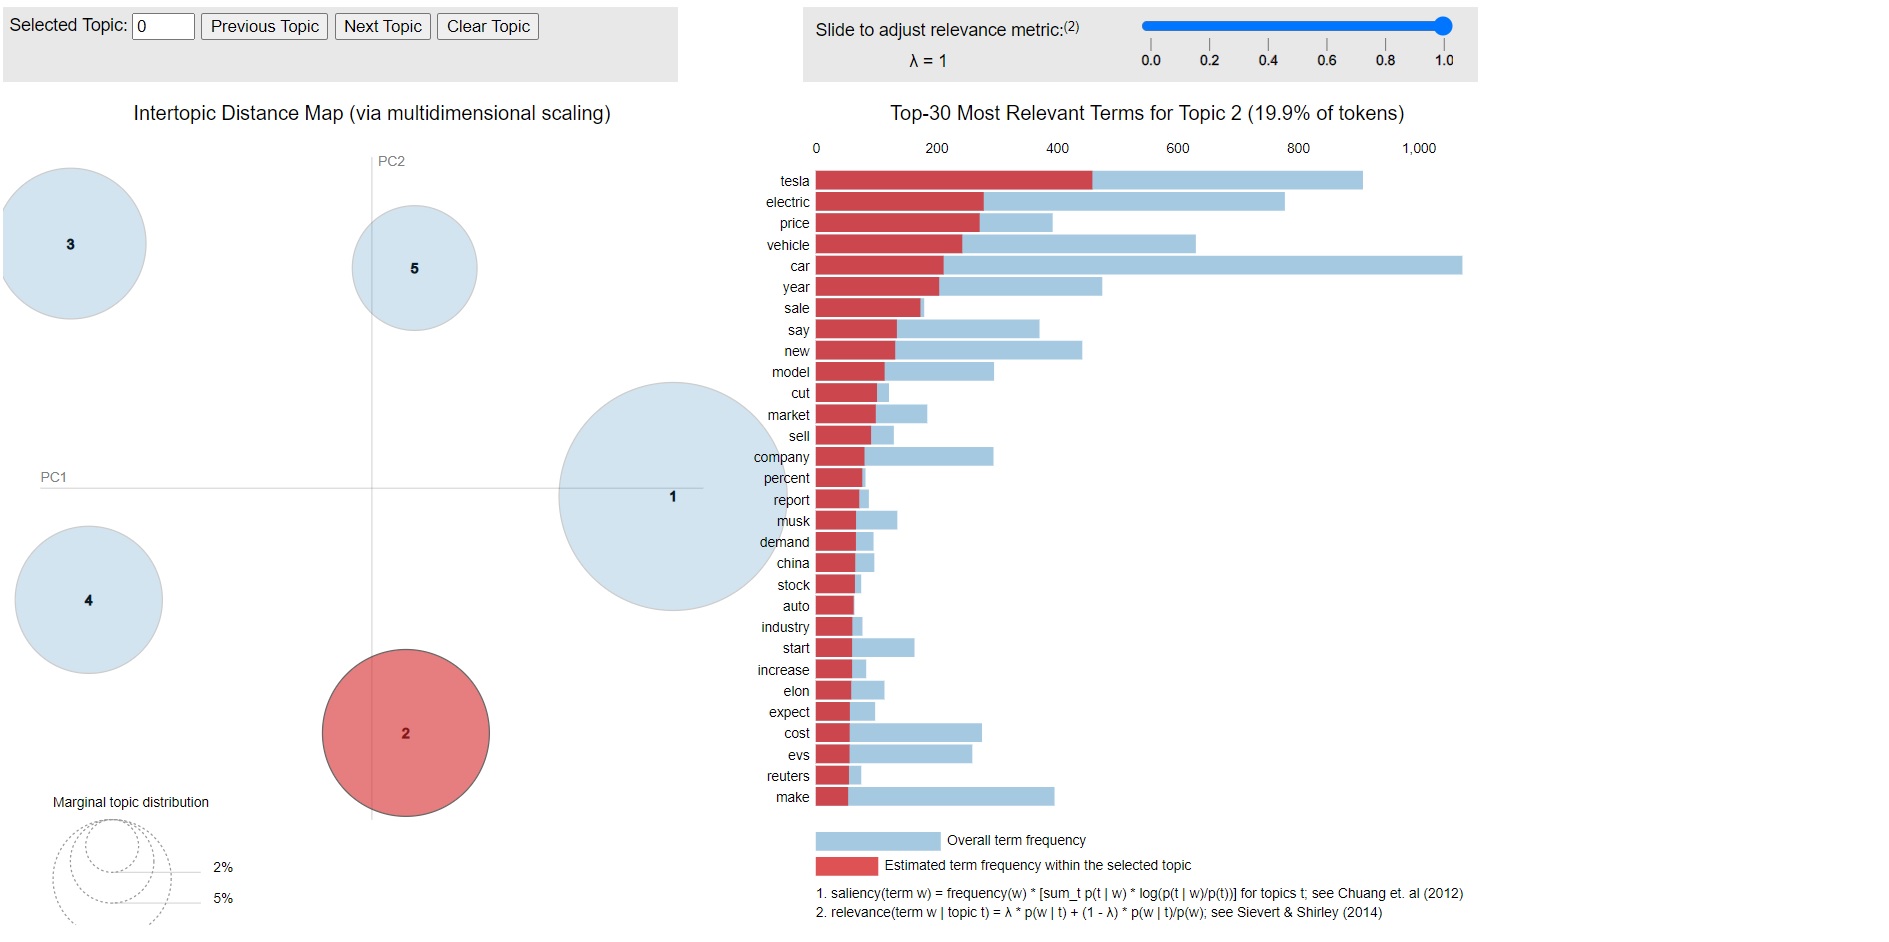 Selected Topic: 0 Previous Topic Next Topic Clear Topic
Slide to adjust relevance metric:(2)
λ = 1
0.0 0.2 0.4 0.6 0.8 1.0
Intertopic Distance Map (via multidimensional scaling)
PC2
3
5
1
PC1
4
2
Marginal topic distribution
2%
5%
Top-30 Most Relevant Terms for Topic 2 (19.9% of tokens)
0 200 400 600 800 1,000
tesla
electric
price
vehicle
car
year
sale
say
new
model
cut
market
sell
company
percent
report
musk
demand
china
stock
auto
industry
start
increase
elon
expect
cost
evs
reuters
make
Overall term frequency
Estimated term frequency within the selected topic
1. saliency(term w) = frequency(w) * [sum_t p(t | w) * log(p(t | w)/p(t))] for topics t; see Chuang et. al (2012)
2. relevance(term w | topic t) = λ * p(w | t) + (1 - λ) * p(w | t)/p(w); see Sievert & Shirley (2014)